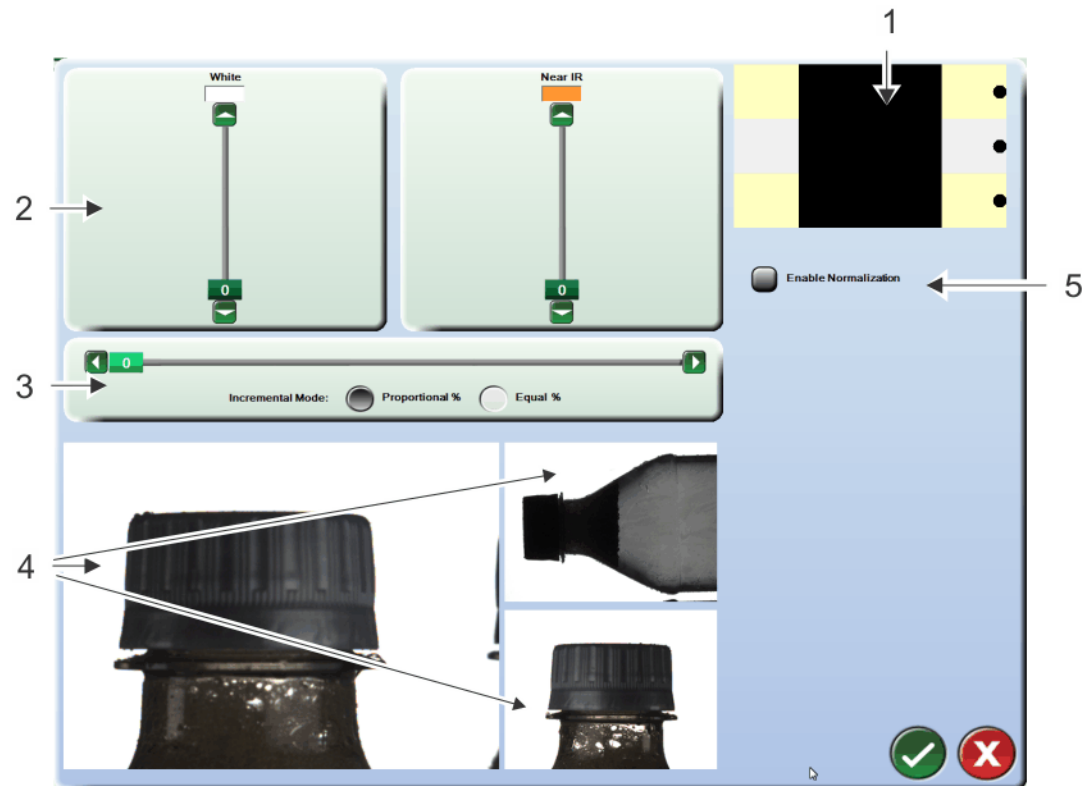 1
White
Near IR
2
0
0
Enable Normalization
5
0
3
Incremental Mode: Proportional % Equal %
4